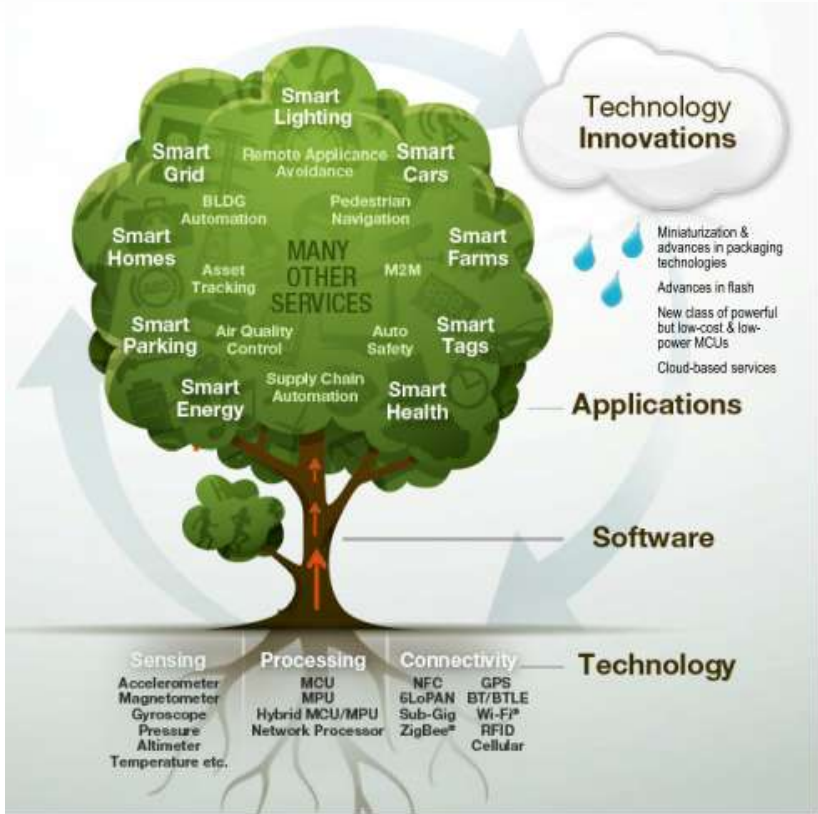 Technology
Innovations
Smart
Lighting
Smart
Grid
Remote Applicance
Avoidance
Smart
Cars
BLDG
Automation
Pedestrian
Navigation
Smart
Homes
MANY
OTHER
SERVICES
Smart
Farms
Asset
Tracking
M2M
Smart
Parking
Air Quality
Control
Auto
Safety
Smart
Tags
Smart
Energy
Supply Chain
Automation
Smart
Health
Miniaturization &
advances in packaging
technologies
Advances in flash
New class of powerful
but low-cost & low-
power MCUs
Cloud-based services
Applications
Software
Technology
Sensing
Accelerometer
Magnetometer
Gyroscope
Pressure
Altimeter
Temperature etc.
Processing
MCU
MPU
Hybrid MCU/MPU
Network Processor
Connectivity
NFC
6LoPAN
Sub-Gig
ZigBee®
GPS
BT/BTLE
Wi-Fi®
RFID
Cellular